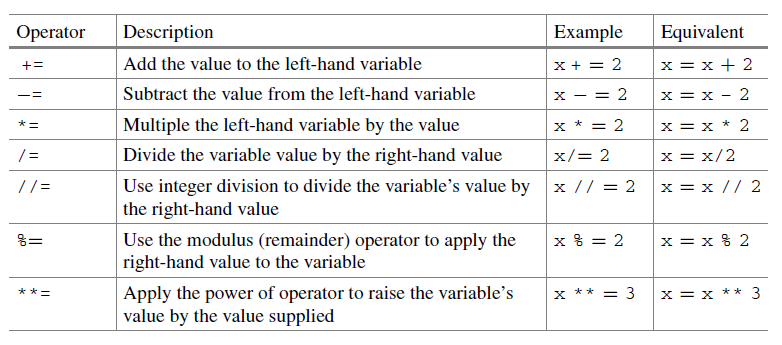 Operator Description Example Equivalent
+= Add the value to the left-hand variable x + = 2 x = x + 2
−= Subtract the value from the left-hand variable x − = 2 x = x - 2
*= Multiple the left-hand variable by the value x * = 2 x = x * 2
/= Divide the variable value by the right-hand value x/= 2 x = x/2
//= Use integer division to divide the variable’s value by x // = 2 x = x // 2
the right-hand value
%= Use the modulus (remainder) operator to apply the x % = 2 x = x % 2
right-hand value to the variable
**= Apply the power of operator to raise the variable’s x ** = 3 x = x ** 3
value by the value supplied